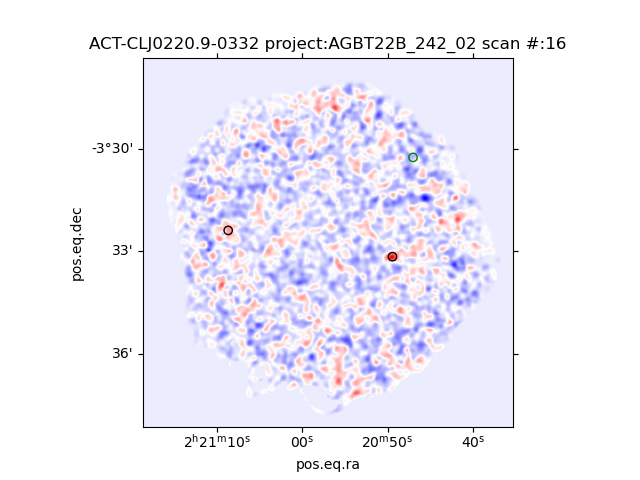 ACT-CLJ0220.9-0332 project:AGBT22B_242_02 scan #:16
-3°30'
33'
36'
pos.eq.dec
2ʰ21ᵐ10ˢ 00ˢ 20ᵐ50ˢ 40ˢ
pos.eq.ra